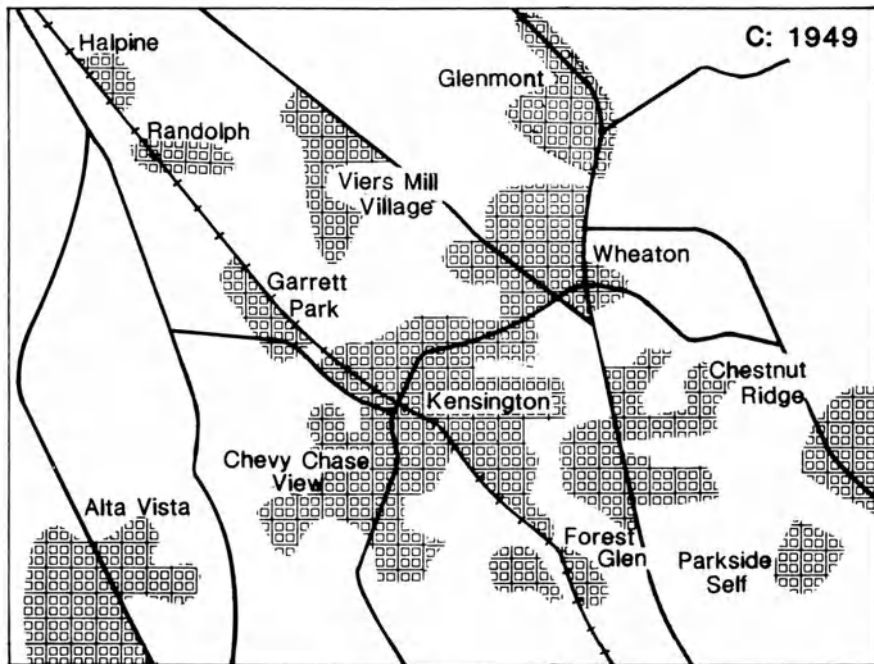 C: 1949
Halpine
Glenmont
Randolph
Viers Mill
Village
Wheaton
Garrett
Park
Chestnut
Ridge
Kensington
Chevy Chase
View
Alta Vista
Forest
Glen
Parkside
Self